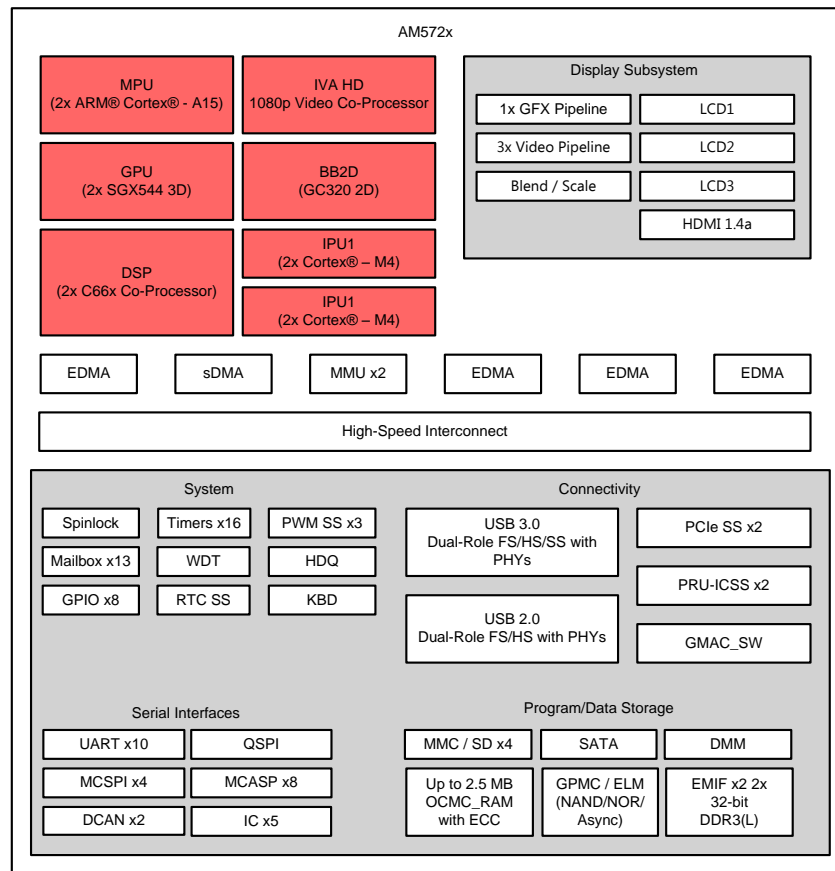 AM572x
MPU
(2x ARM® Cortex® - A15)
IVA HD
1080p Video Co-Processor
GPU
(2x SGX544 3D)
BB2D
(GC320 2D)
DSP
(2x C66x Co-Processor)
IPU1
(2x Cortex® – M4)
IPU1
(2x Cortex® – M4)
Display Subsystem
1x GFX Pipeline
LCD1
3x Video Pipeline
LCD2
Blend / Scale
LCD3
HDMI 1.4a
EDMA
sDMA
MMU x2
EDMA
EDMA
EDMA
High-Speed Interconnect
System
Spinlock
Timers x16
PWM SS x3
Mailbox x13
WDT
HDQ
GPIO x8
RTC SS
KBD
Connectivity
USB 3.0
Dual-Role FS/HS/SS with
PHYs
USB 2.0
Dual-Role FS/HS with PHYs
PCIe SS x2
PRU-ICSS x2
GMAC_SW
Serial Interfaces
UART x10
QSPI
MCSPI x4
MCASP x8
DCAN x2
IC x5
Program/Data Storage
MMC / SD x4
SATA
DMM
Up to 2.5 MB
OCMC_RAM
with ECC
GPMC / ELM
(NAND/NOR/
Async)
EMIF x2 2x
32-bit
DDR3(L)